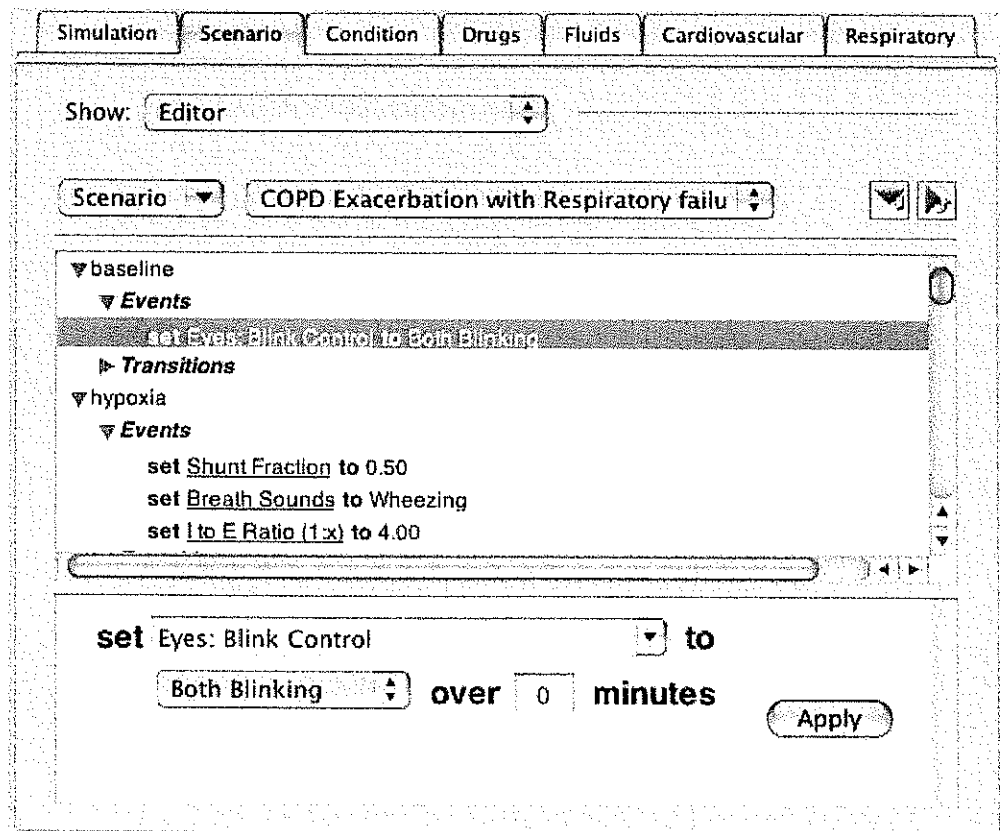 Simulation Scenario Condition Drugs Fluids Cardiovascular Respiratory
Show: Editor
Scenario COPD Exacerbation with Respiratory failu
baseline
Events
set Eyes: Blink Control to Both Blinking
Transitions
hypoxia
Events
set Shunt Fraction to 0.50
set Breath Sounds to Wheezing
set I to E Ratio (1:x) to 4.00
set Eyes: Blink Control to
Both Blinking over 0 minutes
Apply